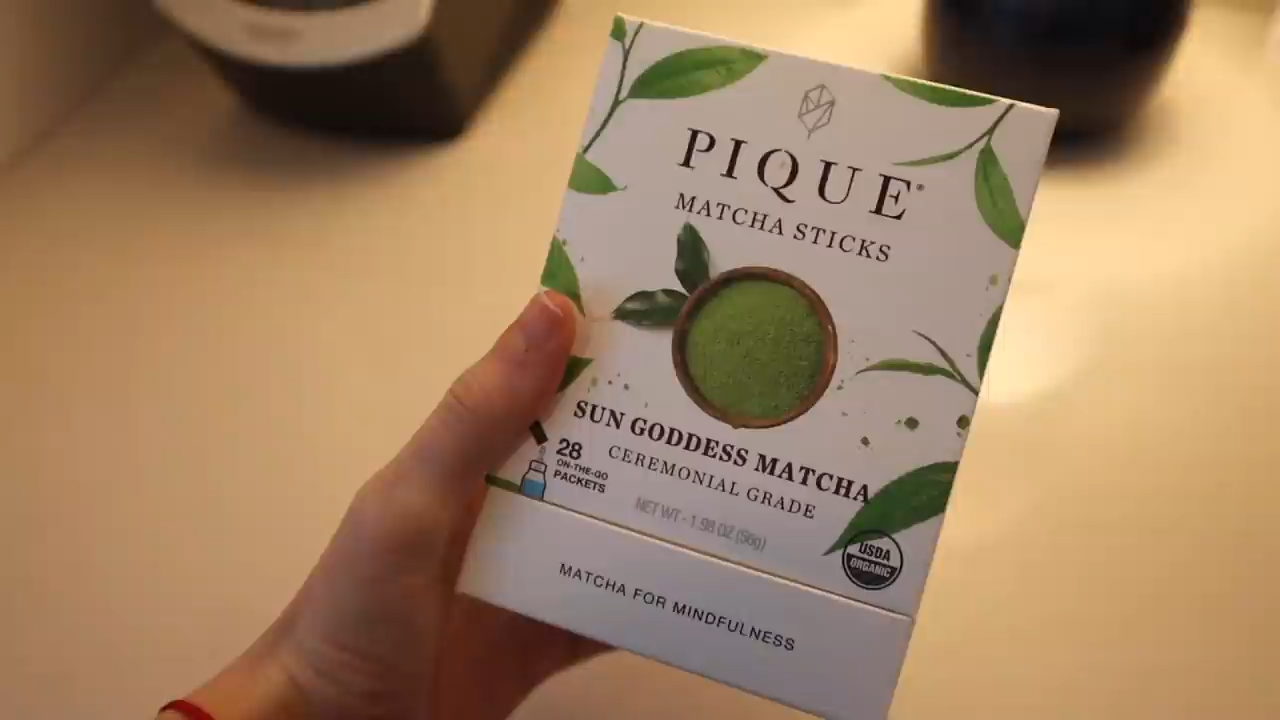 PIQUE®
MATCHA STICKS
SUN GODDESS MATCHA
CEREMONIAL GRADE
28
ON-THE-GO
PACKETS
NET WT - 1.98 OZ (56g)
USDA
ORGANIC
MATCHA FOR MINDFULNESS